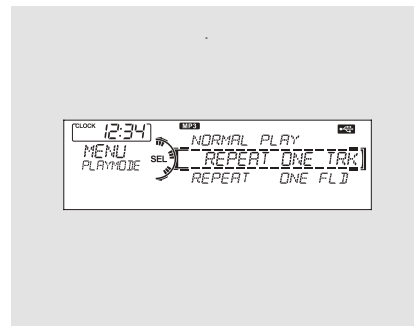 CLOCK 12:34 MP3
NORMAL PLAY
MENU
SEL REPEAT ONE TRK
PLAYMODE
REPEAT ONE FLD